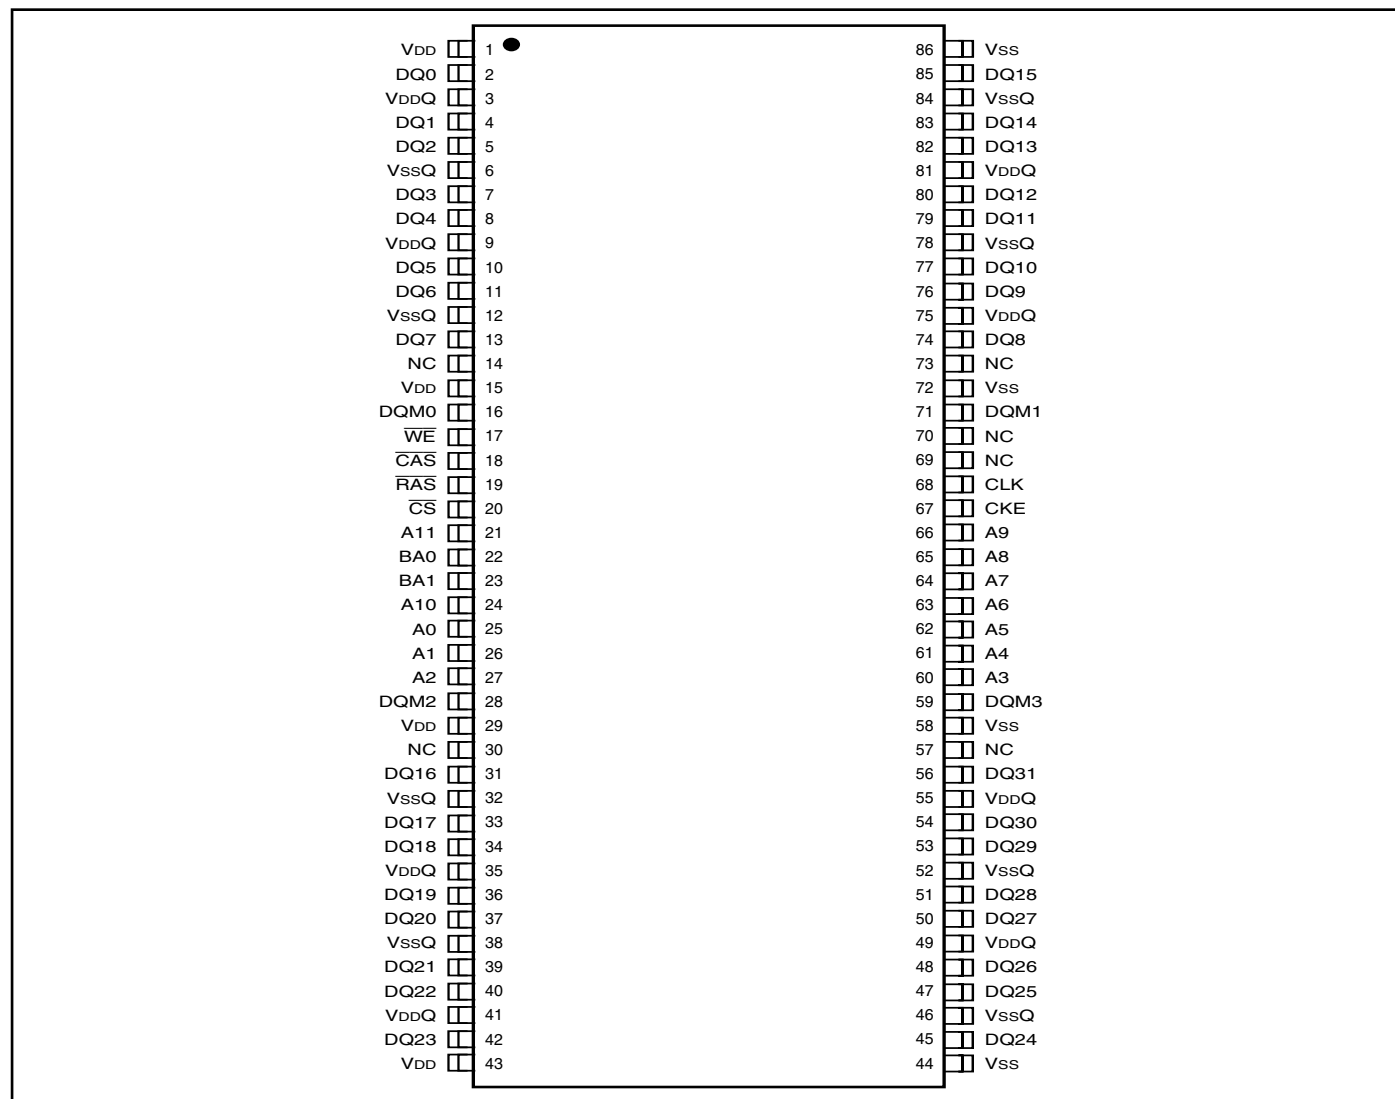 VDD 1 86 VSS
DQ0 2 85 DQ15
VDDQ 3 84 VSSQ
DQ1 4 83 DQ14
DQ2 5 82 DQ13
VSSQ 6 81 VDDQ
DQ3 7 80 DQ12
DQ4 8 79 DQ11
VDDQ 9 78 VSSQ
DQ5 10 77 DQ10
DQ6 11 76 DQ9
VSSQ 12 75 VDDQ
DQ7 13 74 DQ8
NC 14 73 NC
VDD 15 72 VSS
DQM0 16 71 DQM1
W̅E̅ 17 70 NC
C̅A̅S̅ 18 69 NC
R̅A̅S̅ 19 68 CLK
C̅S̅ 20 67 CKE
A11 21 66 A9
BA0 22 65 A8
BA1 23 64 A7
A10 24 63 A6
A0 25 62 A5
A1 26 61 A4
A2 27 60 A3
DQM2 28 59 DQM3
VDD 29 58 VSS
NC 30 57 NC
DQ16 31 56 DQ31
VSSQ 32 55 VDDQ
DQ17 33 54 DQ30
DQ18 34 53 DQ29
VDDQ 35 52 VSSQ
DQ19 36 51 DQ28
DQ20 37 50 DQ27
VSSQ 38 49 VDDQ
DQ21 39 48 DQ26
DQ22 40 47 DQ25
VDDQ 41 46 VSSQ
DQ23 42 45 DQ24
VDD 43 44 VSS